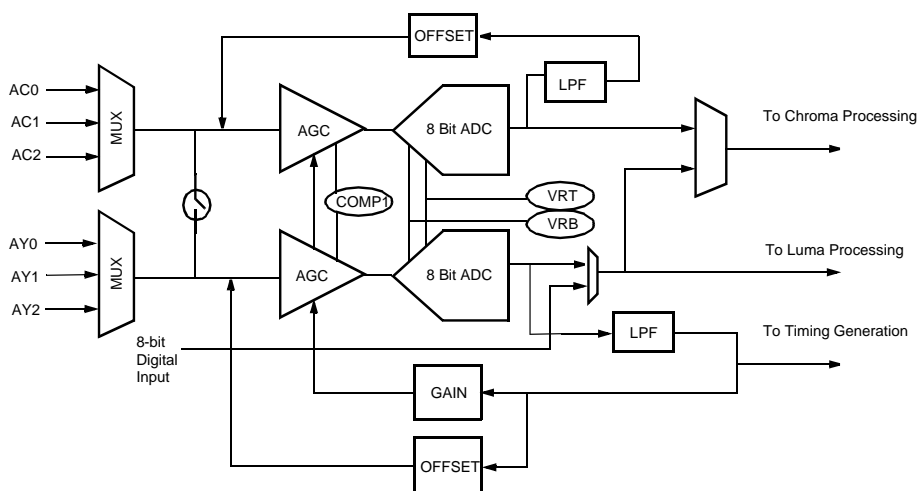 OFFSET
LPF
AC0
AC1
AC2
MUX
AGC
8 Bit ADC
To Chroma Processing
COMP1
VRT
VRB
AY0
AY1
AY2
MUX
AGC
8 Bit ADC
To Luma Processing
8-bit
Digital
Input
LPF
To Timing Generation
GAIN
OFFSET